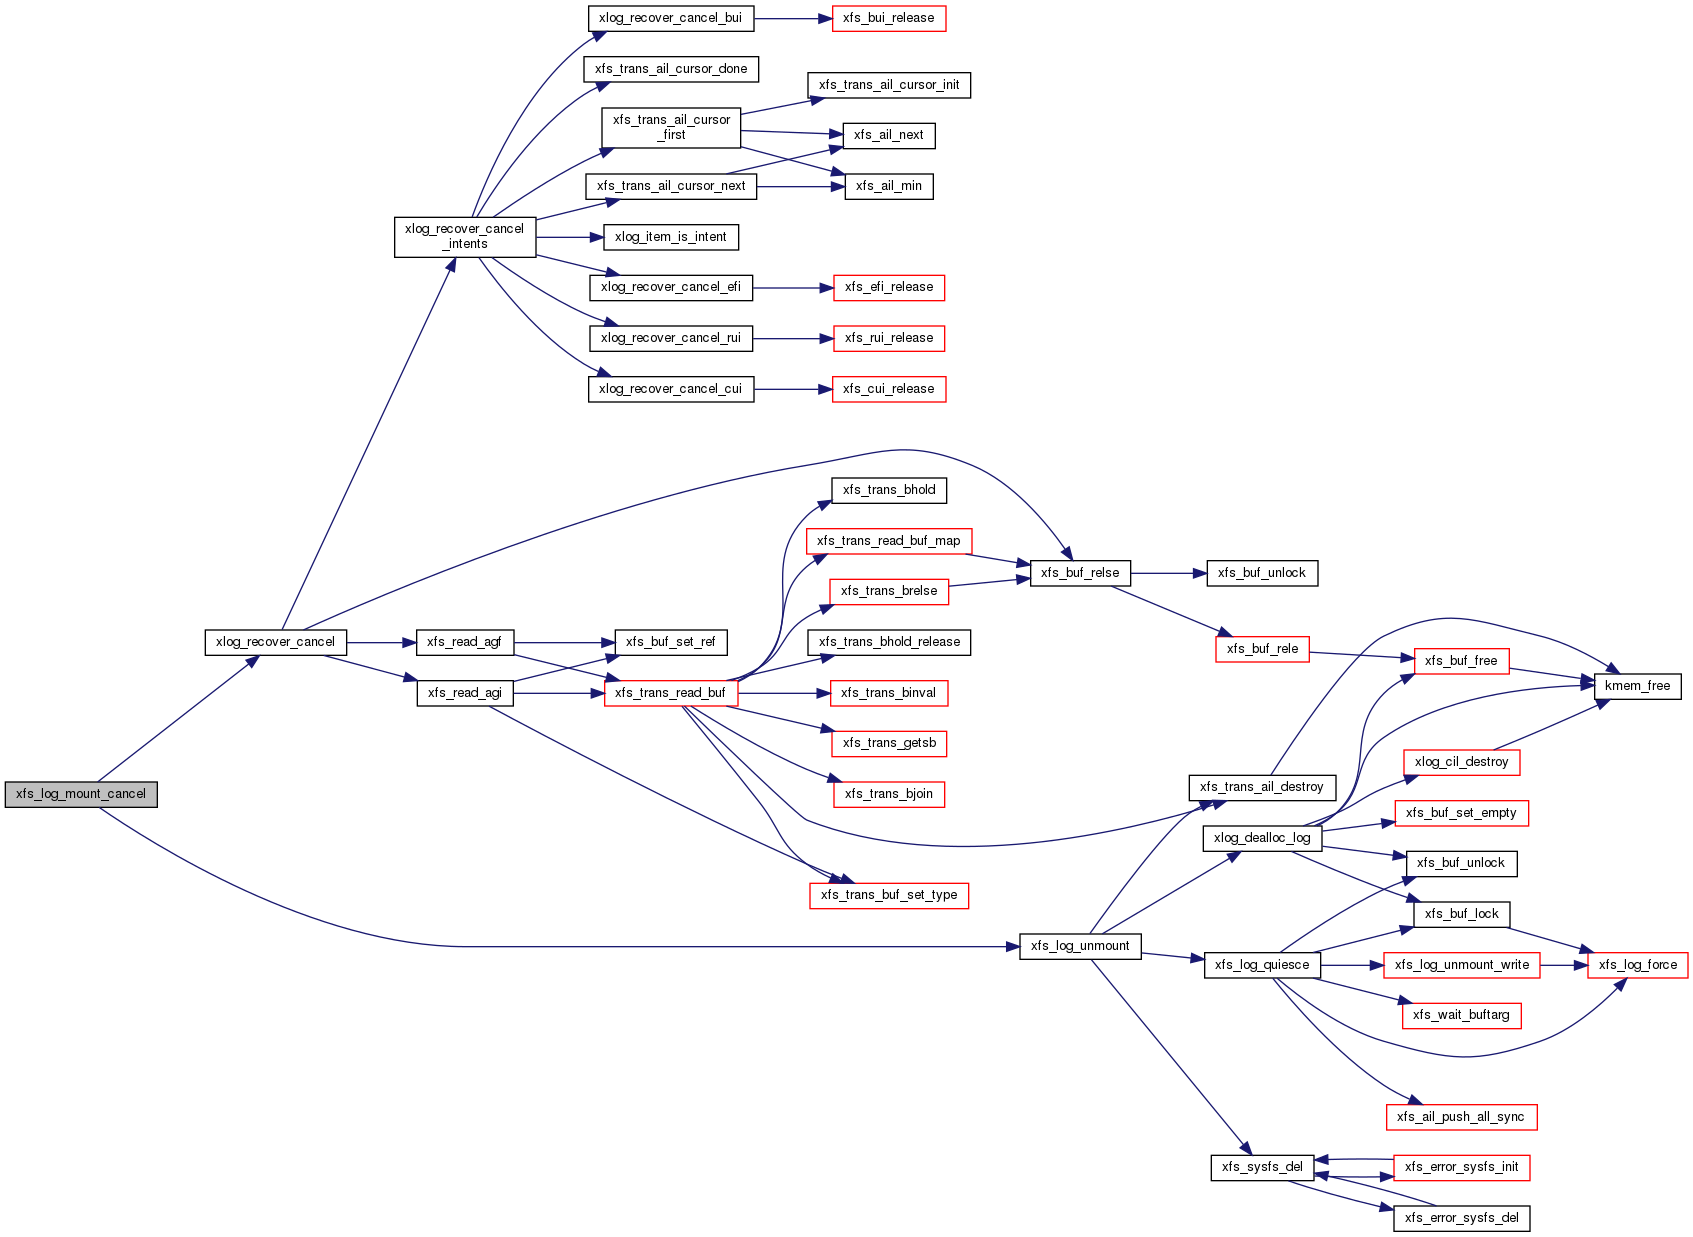 xlog_recover_cancel_bui
xfs_bui_release
xfs_trans_ail_cursor_done
xfs_trans_ail_cursor_init
xfs_trans_ail_cursor
_first
xfs_ail_next
xfs_trans_ail_cursor_next
xfs_ail_min
xlog_recover_cancel
_intents
xlog_item_is_intent
xlog_recover_cancel_efi
xfs_efi_release
xlog_recover_cancel_rui
xfs_rui_release
xlog_recover_cancel_cui
xfs_cui_release
xfs_trans_bhold
xfs_trans_read_buf_map
xfs_buf_relse
xfs_buf_unlock
xfs_trans_brelse
xlog_recover_cancel
xfs_read_agf
xfs_buf_set_ref
xfs_trans_bhold_release
xfs_buf_rele
xfs_buf_free
kmem_free
xfs_read_agi
xfs_trans_read_buf
xfs_trans_binval
xfs_trans_getsb
xlog_cil_destroy
xfs_log_mount_cancel
xfs_trans_bjoin
xfs_trans_ail_destroy
xfs_buf_set_empty
xlog_dealloc_log
xfs_buf_unlock
xfs_trans_buf_set_type
xfs_buf_lock
xfs_log_unmount
xfs_log_quiesce
xfs_log_unmount_write
xfs_log_force
xfs_wait_buftarg
xfs_ail_push_all_sync
xfs_sysfs_del
xfs_error_sysfs_init
xfs_error_sysfs_del